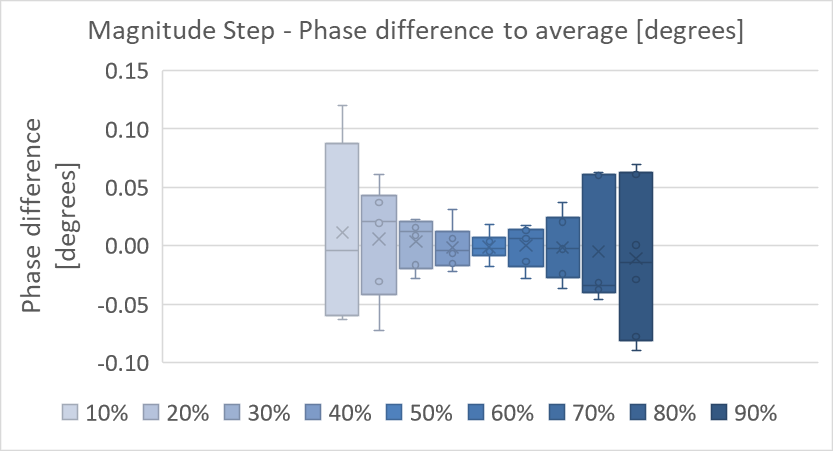 Magnitude Step - Phase difference to average [degrees]
Phase difference
[degrees]
0.15
0.10
0.05
0.00
-0.05
-0.10
10% 20% 30% 40% 50% 60% 70% 80% 90%